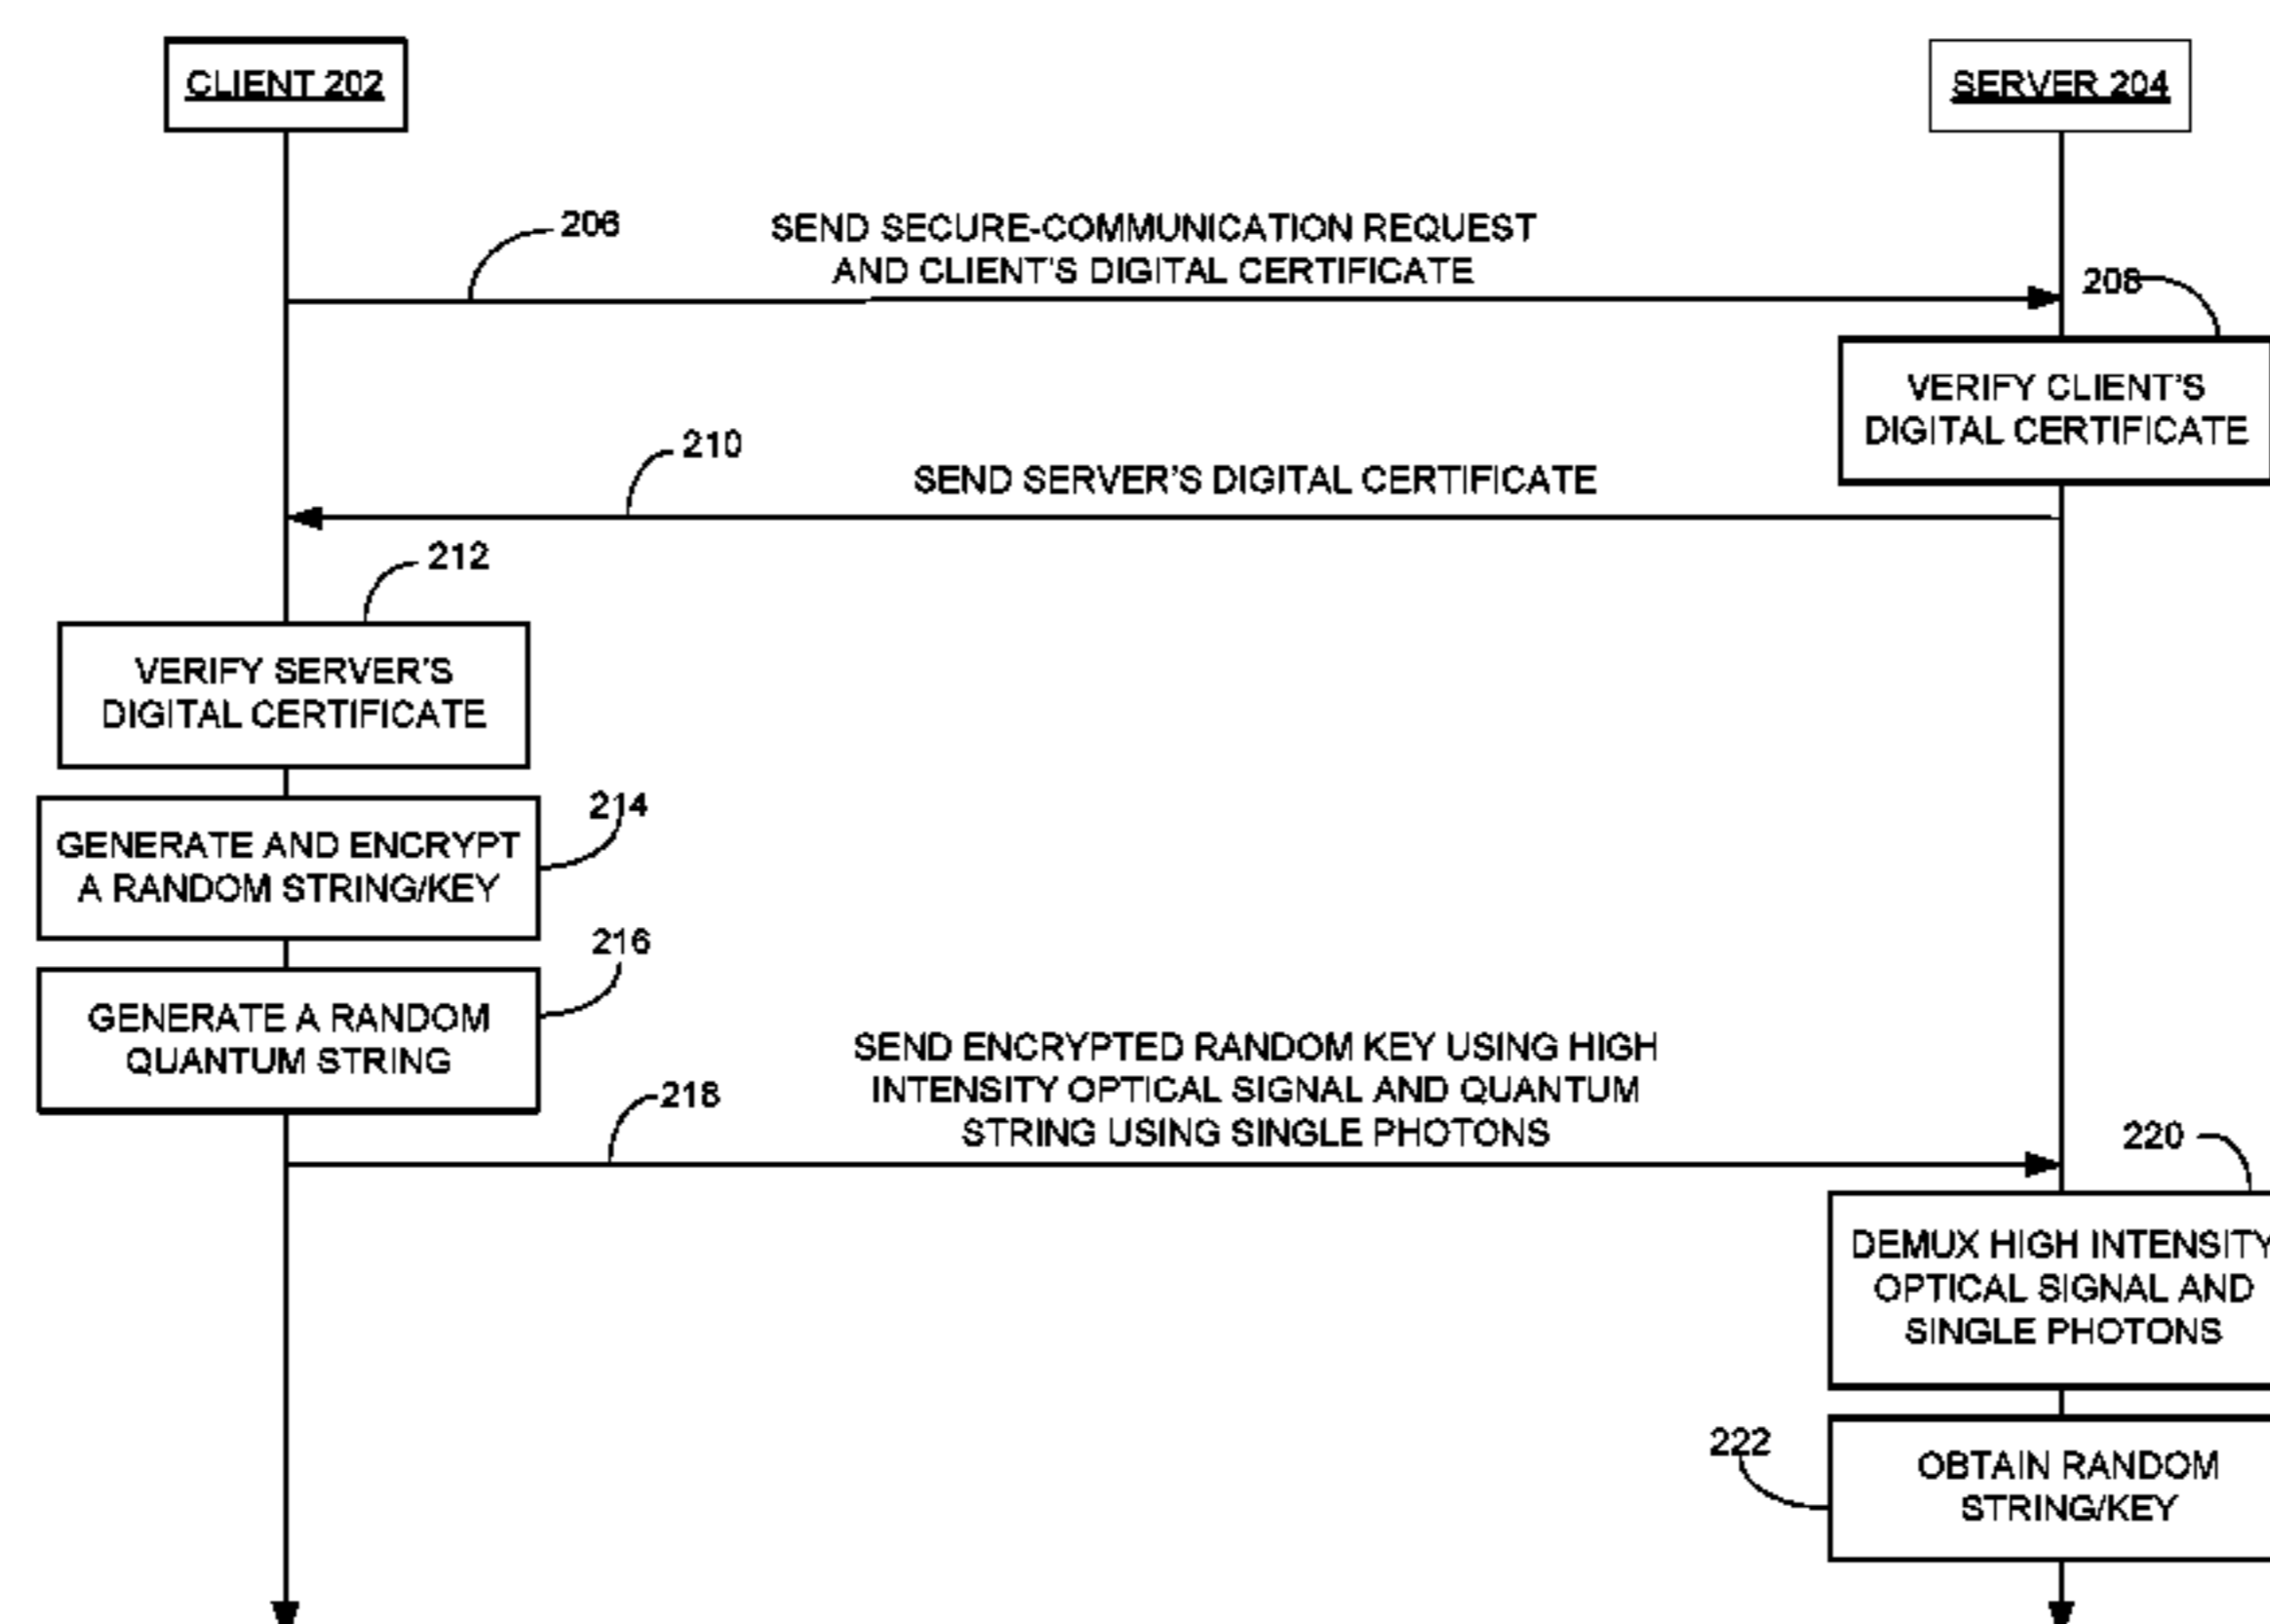 CLIENT 202
SERVER 204
206
SEND SECURE-COMMUNICATION REQUEST
AND CLIENT'S DIGITAL CERTIFICATE
208
VERIFY CLIENT'S
DIGITAL CERTIFICATE
210
SEND SERVER'S DIGITAL CERTIFICATE
212
VERIFY SERVER'S
DIGITAL CERTIFICATE
214
GENERATE AND ENCRYPT
A RANDOM STRING/KEY
216
GENERATE A RANDOM
QUANTUM STRING
218
SEND ENCRYPTED RANDOM KEY USING HIGH
INTENSITY OPTICAL SIGNAL AND QUANTUM
STRING USING SINGLE PHOTONS
220
DEMUX HIGH INTENSITY
OPTICAL SIGNAL AND
SINGLE PHOTONS
222
OBTAIN RANDOM
STRING/KEY